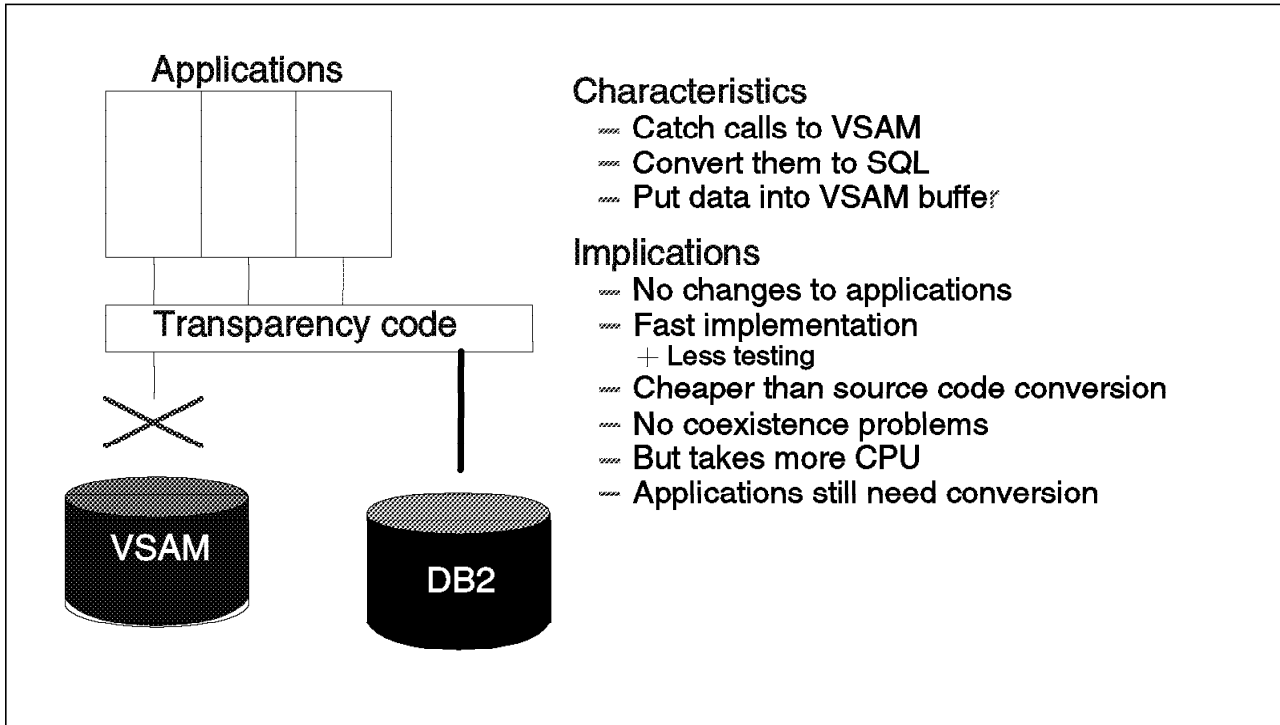 Applications
Transparency code
VSAM
DB2
Characteristics
— Catch calls to VSAM
— Convert them to SQL
— Put data into VSAM buffer
Implications
— No changes to applications
— Fast implementation
+ Less testing
— Cheaper than source code conversion
— No coexistence problems
— But takes more CPU
— Applications still need conversion